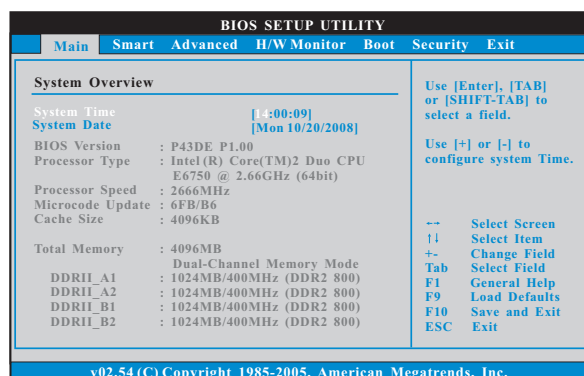 BIOS SETUP UTILITY
Main Smart Advanced H/W Monitor Boot Security Exit
System Overview
System Time [14:00:09]
System Date [Mon 10/20/2008]
BIOS Version : P43DE P1.00
Processor Type : Intel (R) Core(TM)2 Duo CPU
E6750 @ 2.66GHz (64bit)
Processor Speed : 2666MHz
Microcode Update : 6FB/B6
Cache Size : 4096KB
Total Memory : 4096MB
Dual-Channel Memory Mode
DDRII_A1 : 1024MB/400MHz (DDR2 800)
DDRII_A2 : 1024MB/400MHz (DDR2 800)
DDRII_B1 : 1024MB/400MHz (DDR2 800)
DDRII_B2 : 1024MB/400MHz (DDR2 800)
Use [Enter], [TAB]
or [SHIFT-TAB] to
select a field.
Use [+] or [-] to
configure system Time.
←→ Select Screen
↑↓ Select Item
+- Change Field
Tab Select Field
F1 General Help
F9 Load Defaults
F10 Save and Exit
ESC Exit
v02.54 (C) Copyright 1985-2005, American Megatrends, Inc.